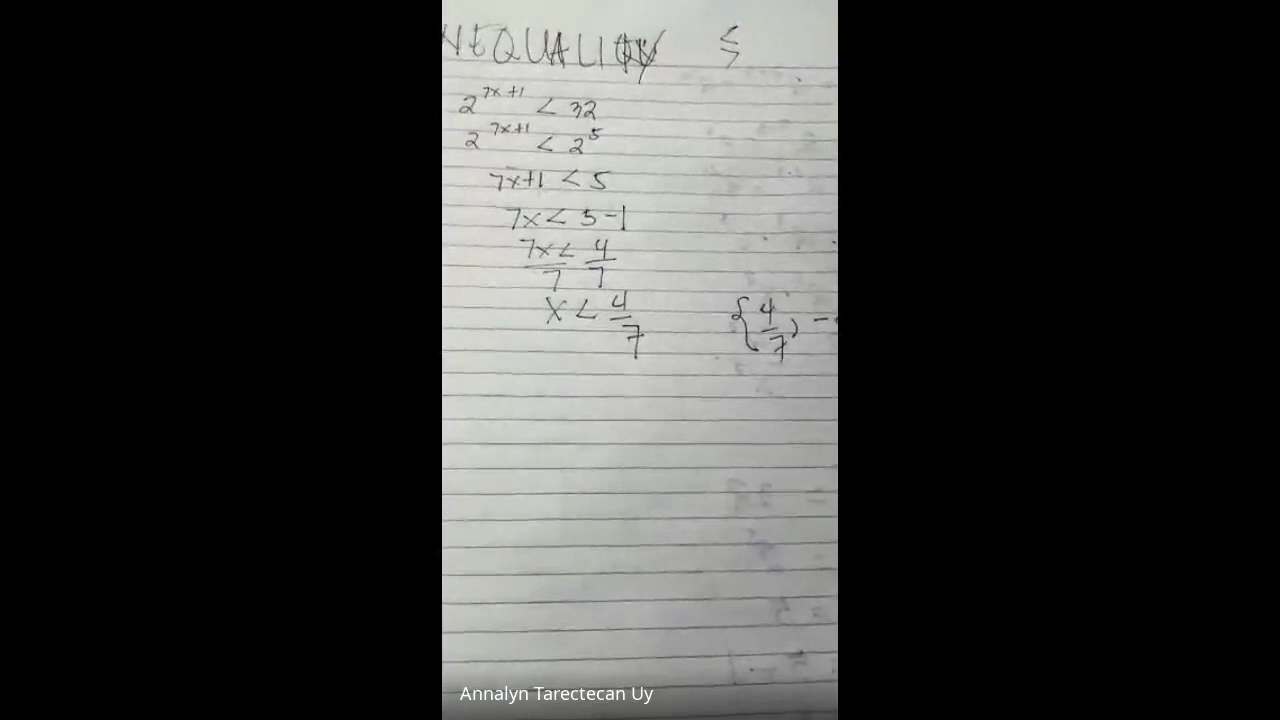 NEQUALITY ≤ >
2^(7x+1) < 32
2^(7x+1) < 2^5
7x+1 < 5
7x < 5-1
7x/7 < 4/7
x < 4/7 {4/7, -
Annalyn Tarectecan Uy